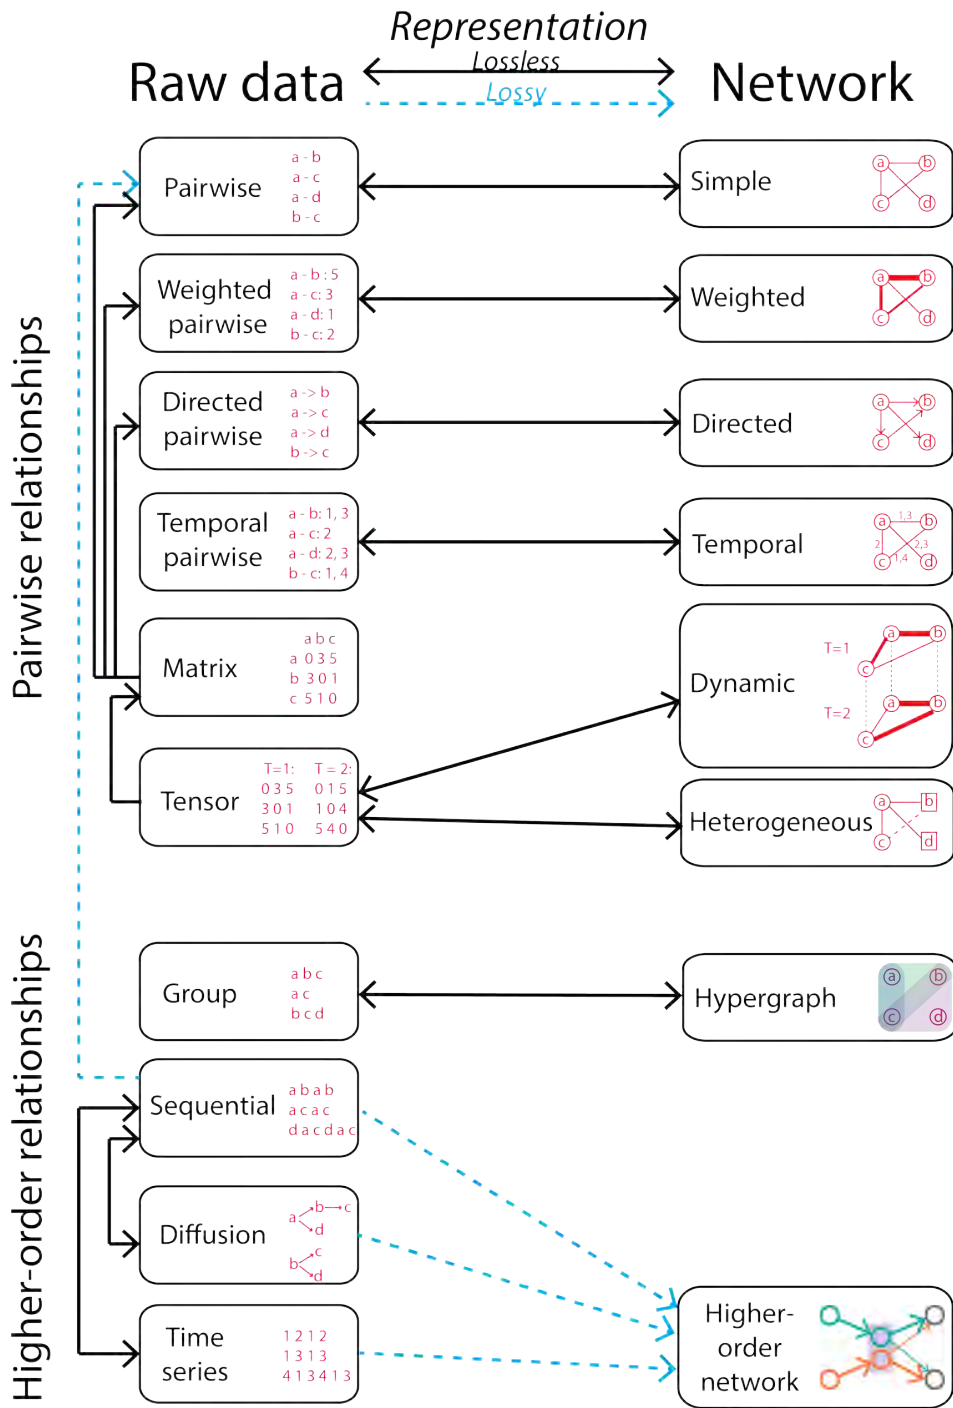 Representation
Raw data
Lossless
Lossy
Network
Pairwise relationships
Pairwise
a - b
a - c
a - d
b - c
Simple
a b
c d
Weighted
pairwise
a - b : 5
a - c: 3
a - d: 1
b - c: 2
Weighted
a b
c d
Directed
pairwise
a -> b
a -> c
a -> d
b -> c
Directed
a b
c d
Temporal
pairwise
a - b: 1, 3
a - c: 2
a - d: 2, 3
b - c: 1, 4
Temporal
1,3
a b
2 2,3
c 1,4 d
Matrix
a b c
a 0 3 5
b 3 0 1
c 5 1 0
Dynamic
T=1
a b
c
T=2
a b
c
Tensor
T=1: T = 2:
0 3 5 0 1 5
3 0 1 1 0 4
5 1 0 5 4 0
Heterogeneous
a b
c d
Higher-order relationships
Group
a b c
a c
b c d
Hypergraph
a b
c d
Sequential
a b a b
a c a c
d a c d a c
Diffusion
a b c
d
b c
d
Time
series
1 2 1 2
1 3 1 3
4 1 3 4 1 3
Higher-
order
network